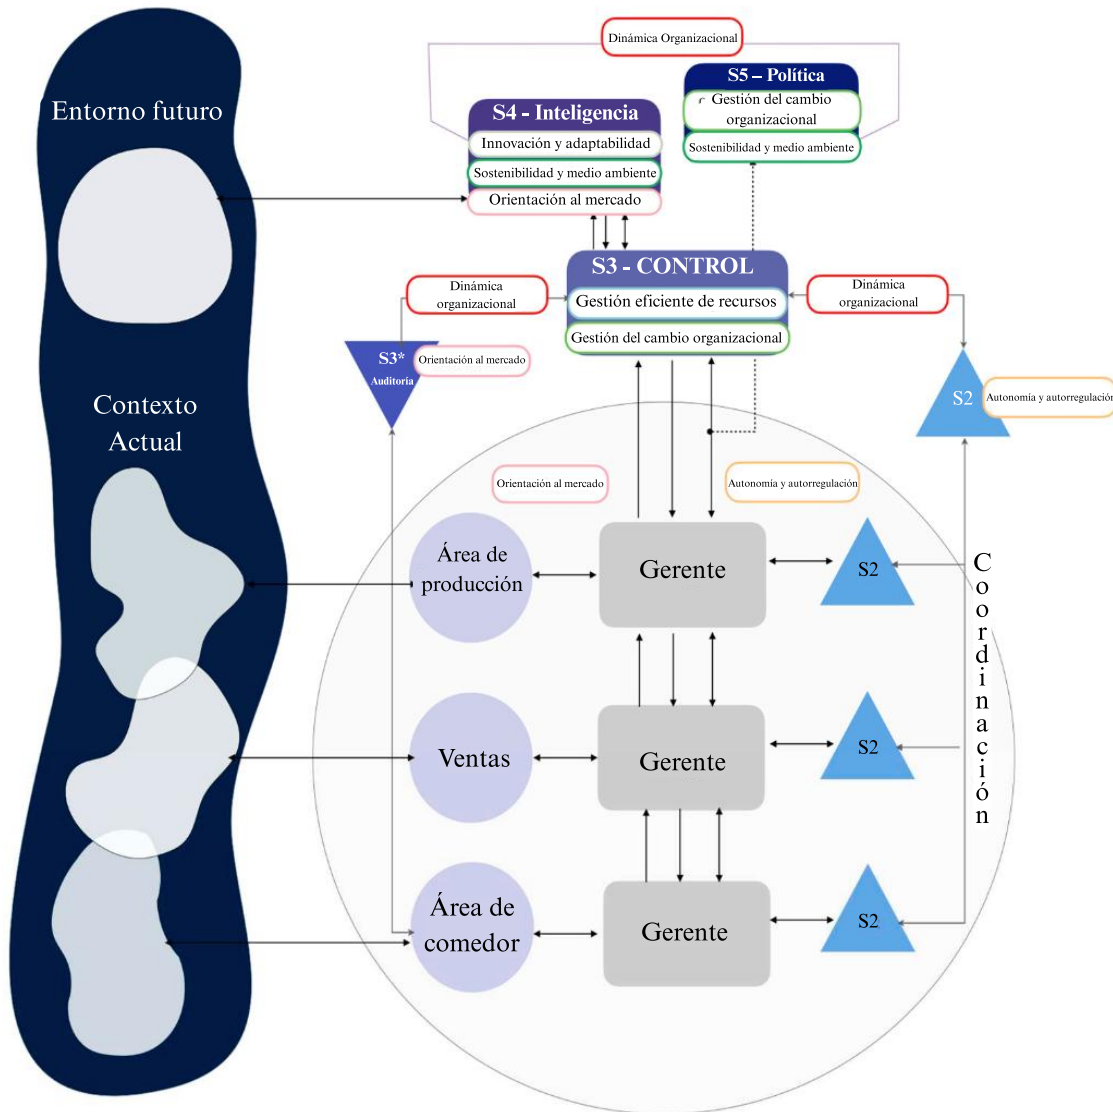 Dinámica Organizacional
Entorno futuro
S4 - Inteligencia
Innovación y adaptabilidad
Sostenibilidad y medio ambiente
Orientación al mercado
S5 – Política
Gestión del cambio
organizacional
Sostenibilidad y medio ambiente
S3 - CONTROL
Gestión eficiente de recursos
Gestión del cambio organizacional
Dinámica
organizacional
Dinámica
organizacional
S3*
Auditoría
Orientación al mercado
S2
Autonomía y autorregulación
Contexto
Actual
Orientación al mercado
Autonomía y autorregulación
Área de
producción
Gerente
S2
Coordinación
Ventas
Gerente
S2
Área de
comedor
Gerente
S2